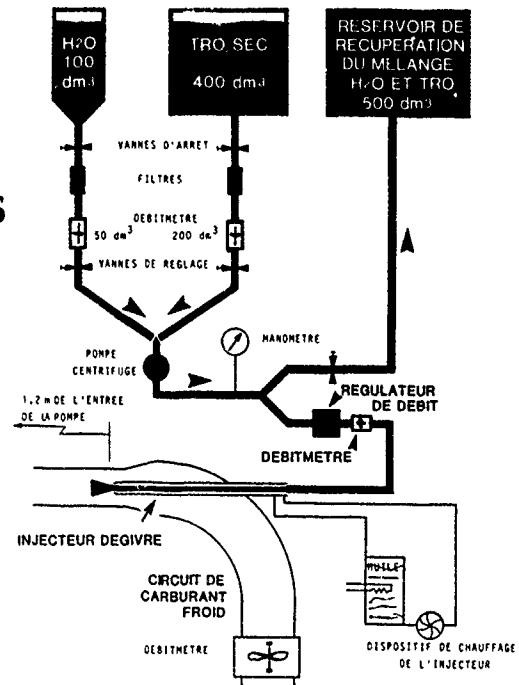 H2O
100
dm3
TRO, SEC
400 dm3
RESERVOIR DE
RECUPERATION
DU MELANGE
H2O ET TRO
500 dm3
VANNES D'ARRET
FILTRES
DEBITMETRE
50 dm3 200 dm3
VANNES DE REGLAGE
S
POMPE
CENTRIFUGE
MANOMETRE
REGULATEUR
DE DEBIT
1,2 m DE L'ENTREE
DE LA POMPE
DEBITMETRE
INJECTEUR DEGIVRE
HUILE
CIRCUIT DE
CARBURANT
FROID
DEBITMETRE
DISPOSITIF DE CHAUFFAGE
DE L'INJECTEUR